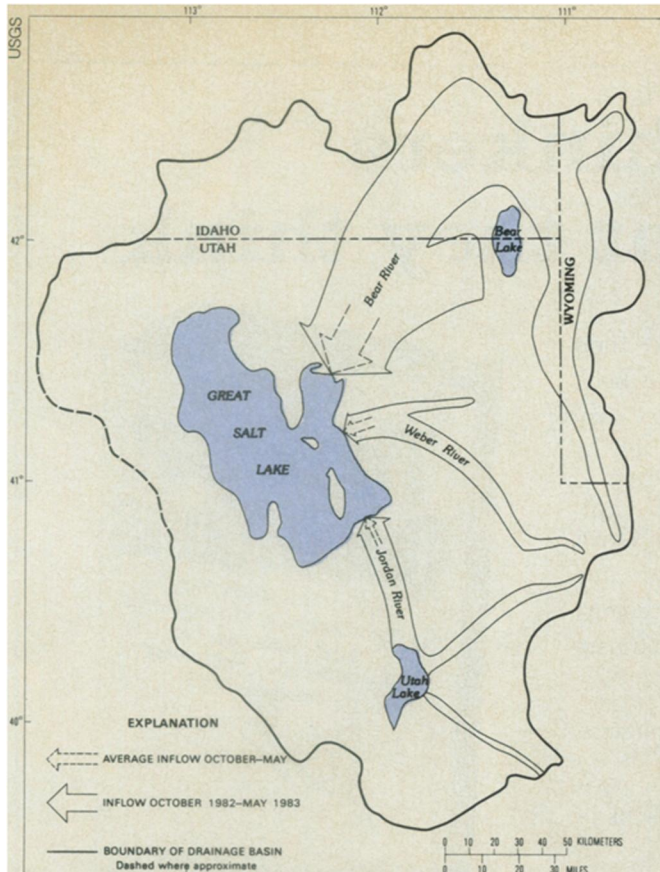 USGS
113°
112°
111°
IDAHO
UTAH
42°
Bear
Lake
WYOMING
Bear River
GREAT
SALT
LAKE
Weber River
41°
Jordan River
Utah
Lake
40°
EXPLANATION
AVERAGE INFLOW OCTOBER–MAY
INFLOW OCTOBER 1982–MAY 1983
BOUNDARY OF DRAINAGE BASIN
Dashed where approximate
0 10 20 30 40 50 KILOMETERS
0 10 20 30 MILES